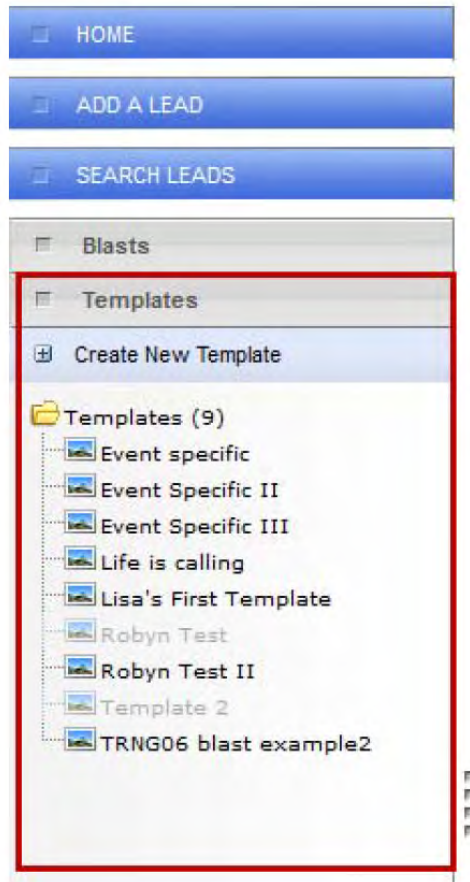 HOME
ADD A LEAD
SEARCH LEADS
Blasts
Templates
Create New Template
Templates (9)
Event specific
Event Specific II
Event Specific III
Life is calling
Lisa's First Template
Robyn Test
Robyn Test II
Template 2
TRNG06 blast example2